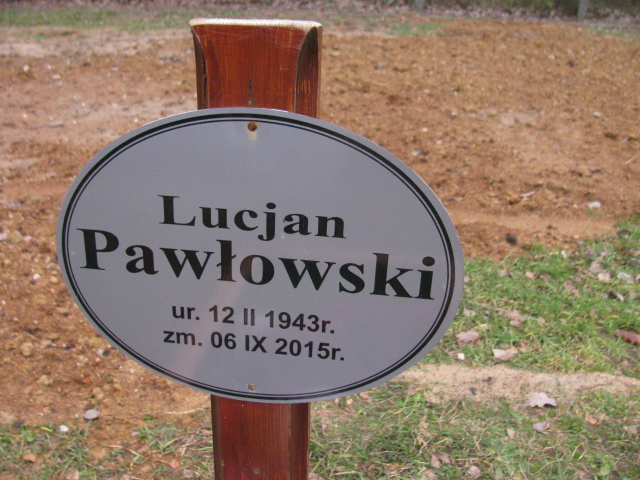 Lucjan
Pawłowski
ur. 12 II 1943r.
zm. 06 IX 2015r.